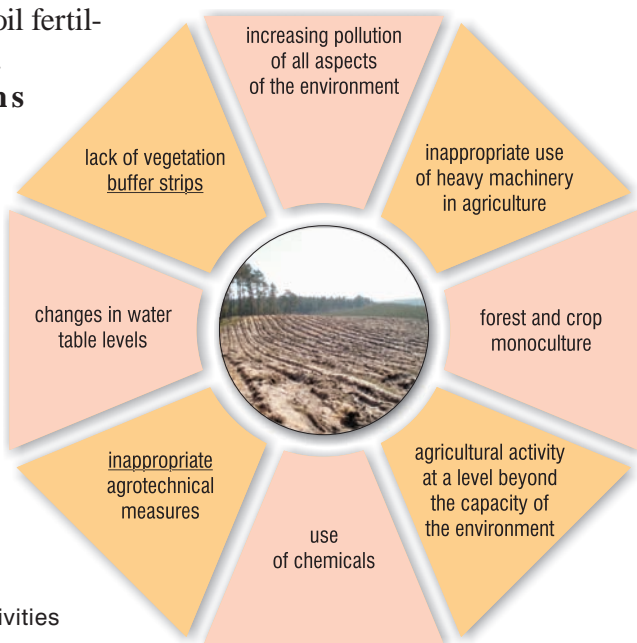 oil fertil-
ns
increasing pollution
of all aspects
of the environment
inappropriate use
of heavy machinery
in agriculture
forest and crop
monoculture
agricultural activity
at a level beyond
the capacity of
the environment
use
of chemicals
inappropriate
agrotechnical
measures
changes in water
table levels
lack of vegetation
buffer strips
ivities